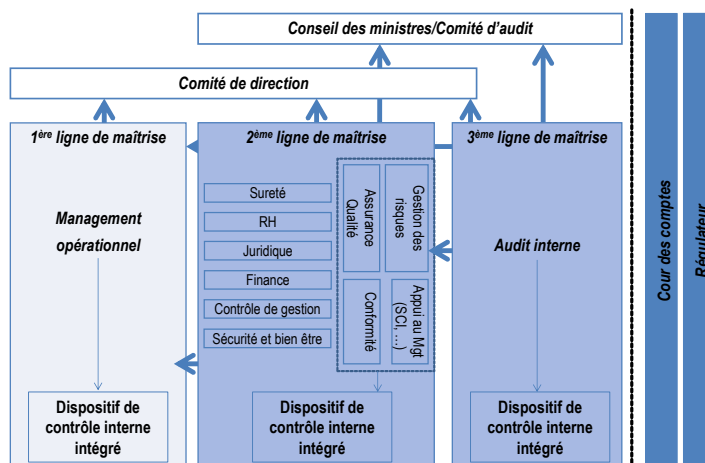 Conseil des ministres/Comité d'audit
Comité de direction
1ère ligne de maîtrise
2ème ligne de maîtrise
3ème ligne de maîtrise
Management
opérationnel
Sureté
RH
Juridique
Finance
Contrôle de gestion
Sécurité et bien être
Assurance
Qualité
Gestion des
risques
Conformité
Appui au Mgt
(SCI, ...)
Audit interne
Dispositif de
contrôle interne
intégré
Dispositif de
contrôle interne
intégré
Dispositif de
contrôle interne
intégré
Cour des comptes
Régulateur